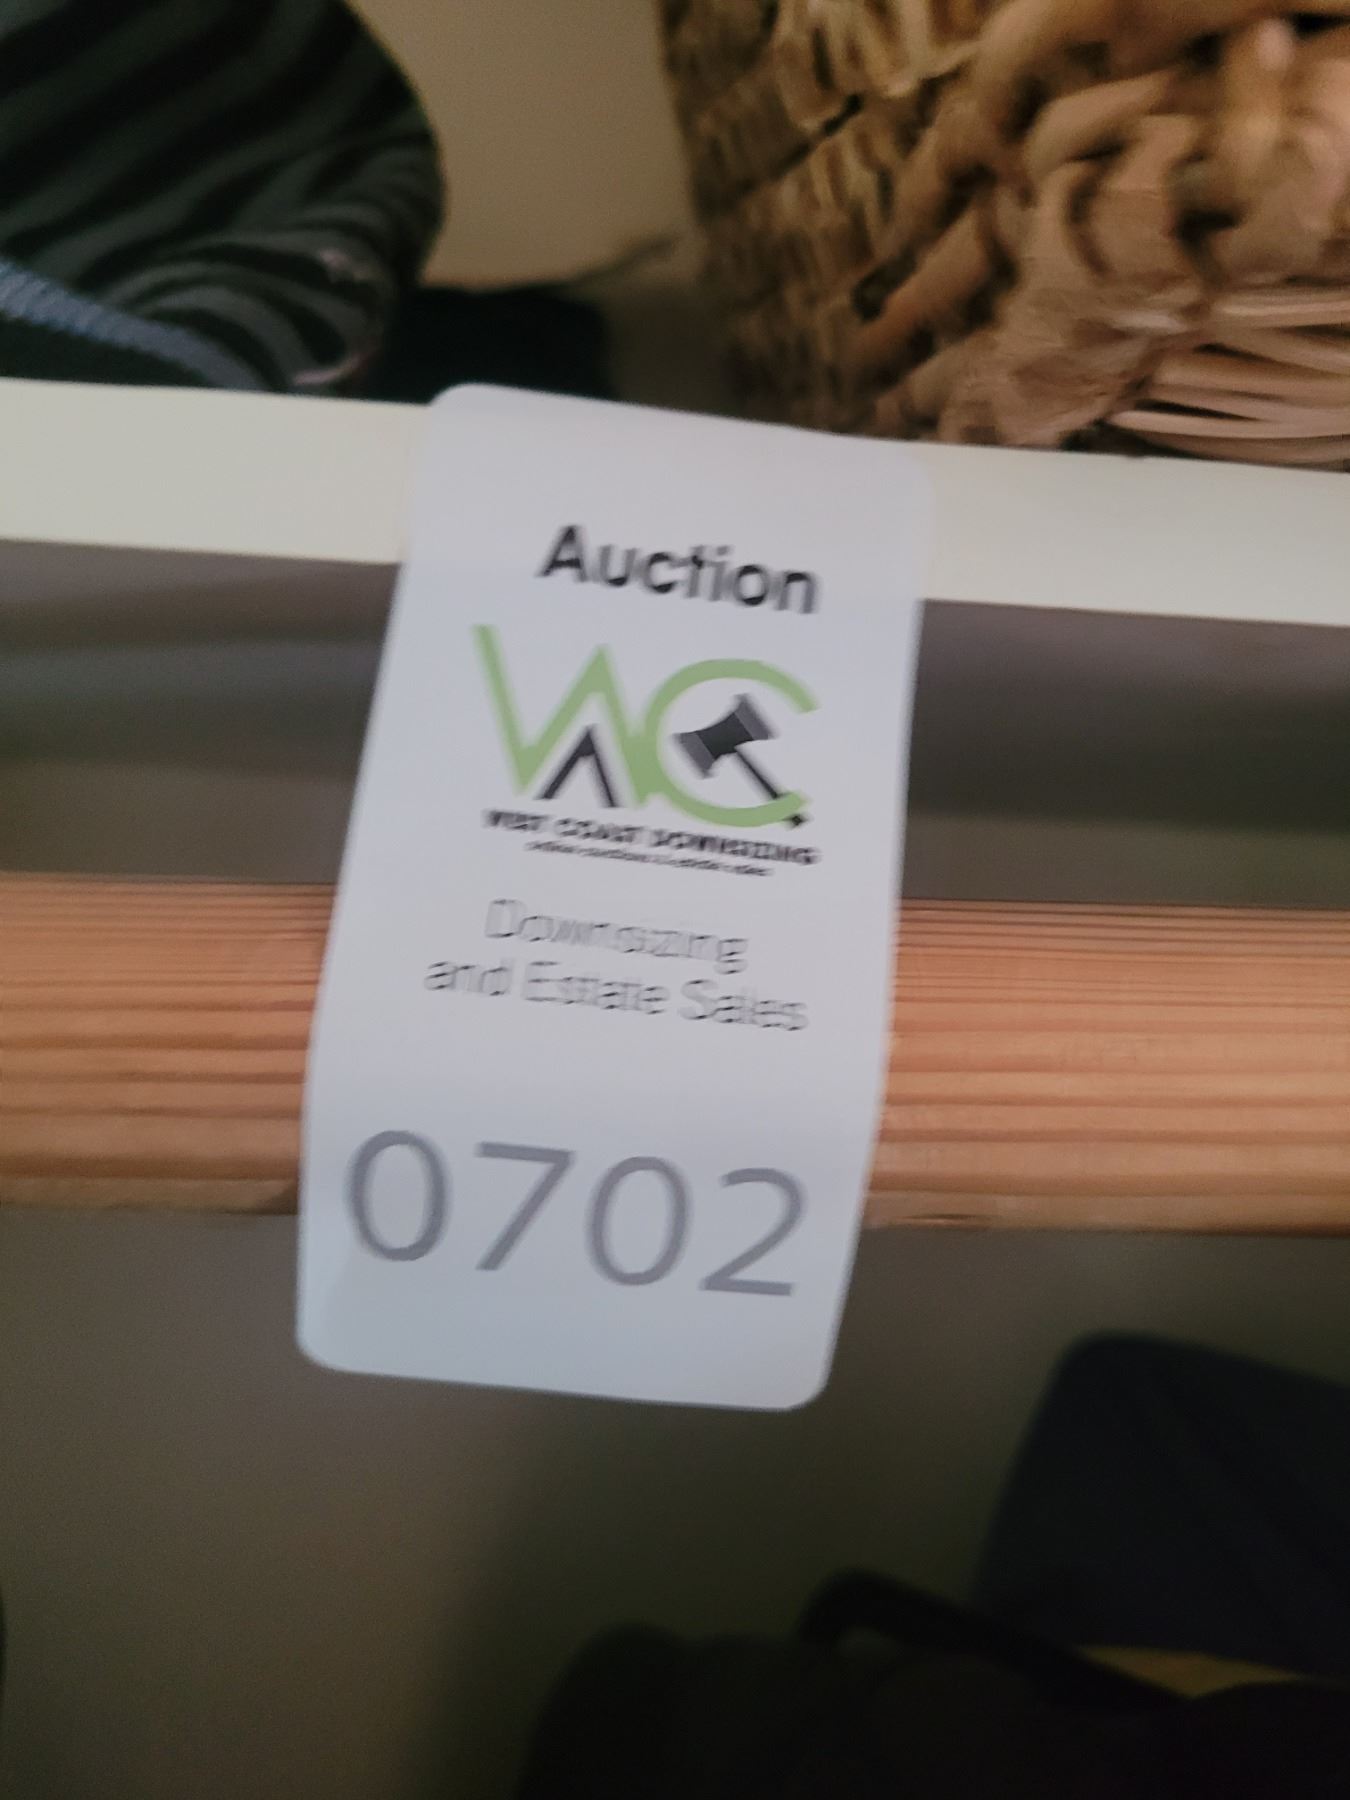 Auction
WC
WEST COAST DOWNSIZING
Downsizing
and Estate Sales
0702